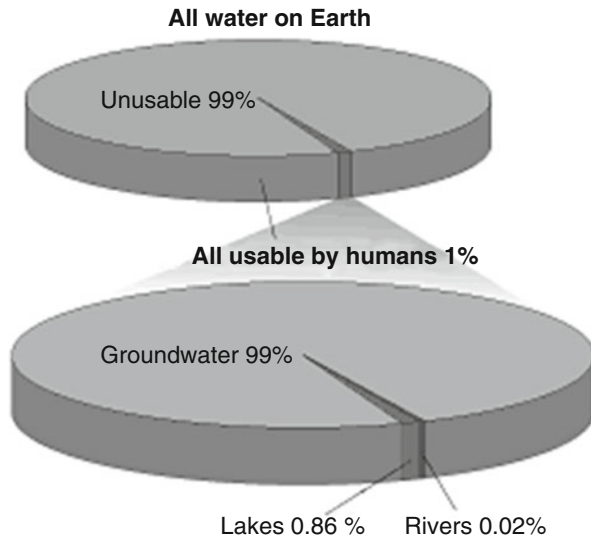 All water on Earth
Unusable 99%
All usable by humans 1%
Groundwater 99%
Lakes 0.86 % Rivers 0.02%